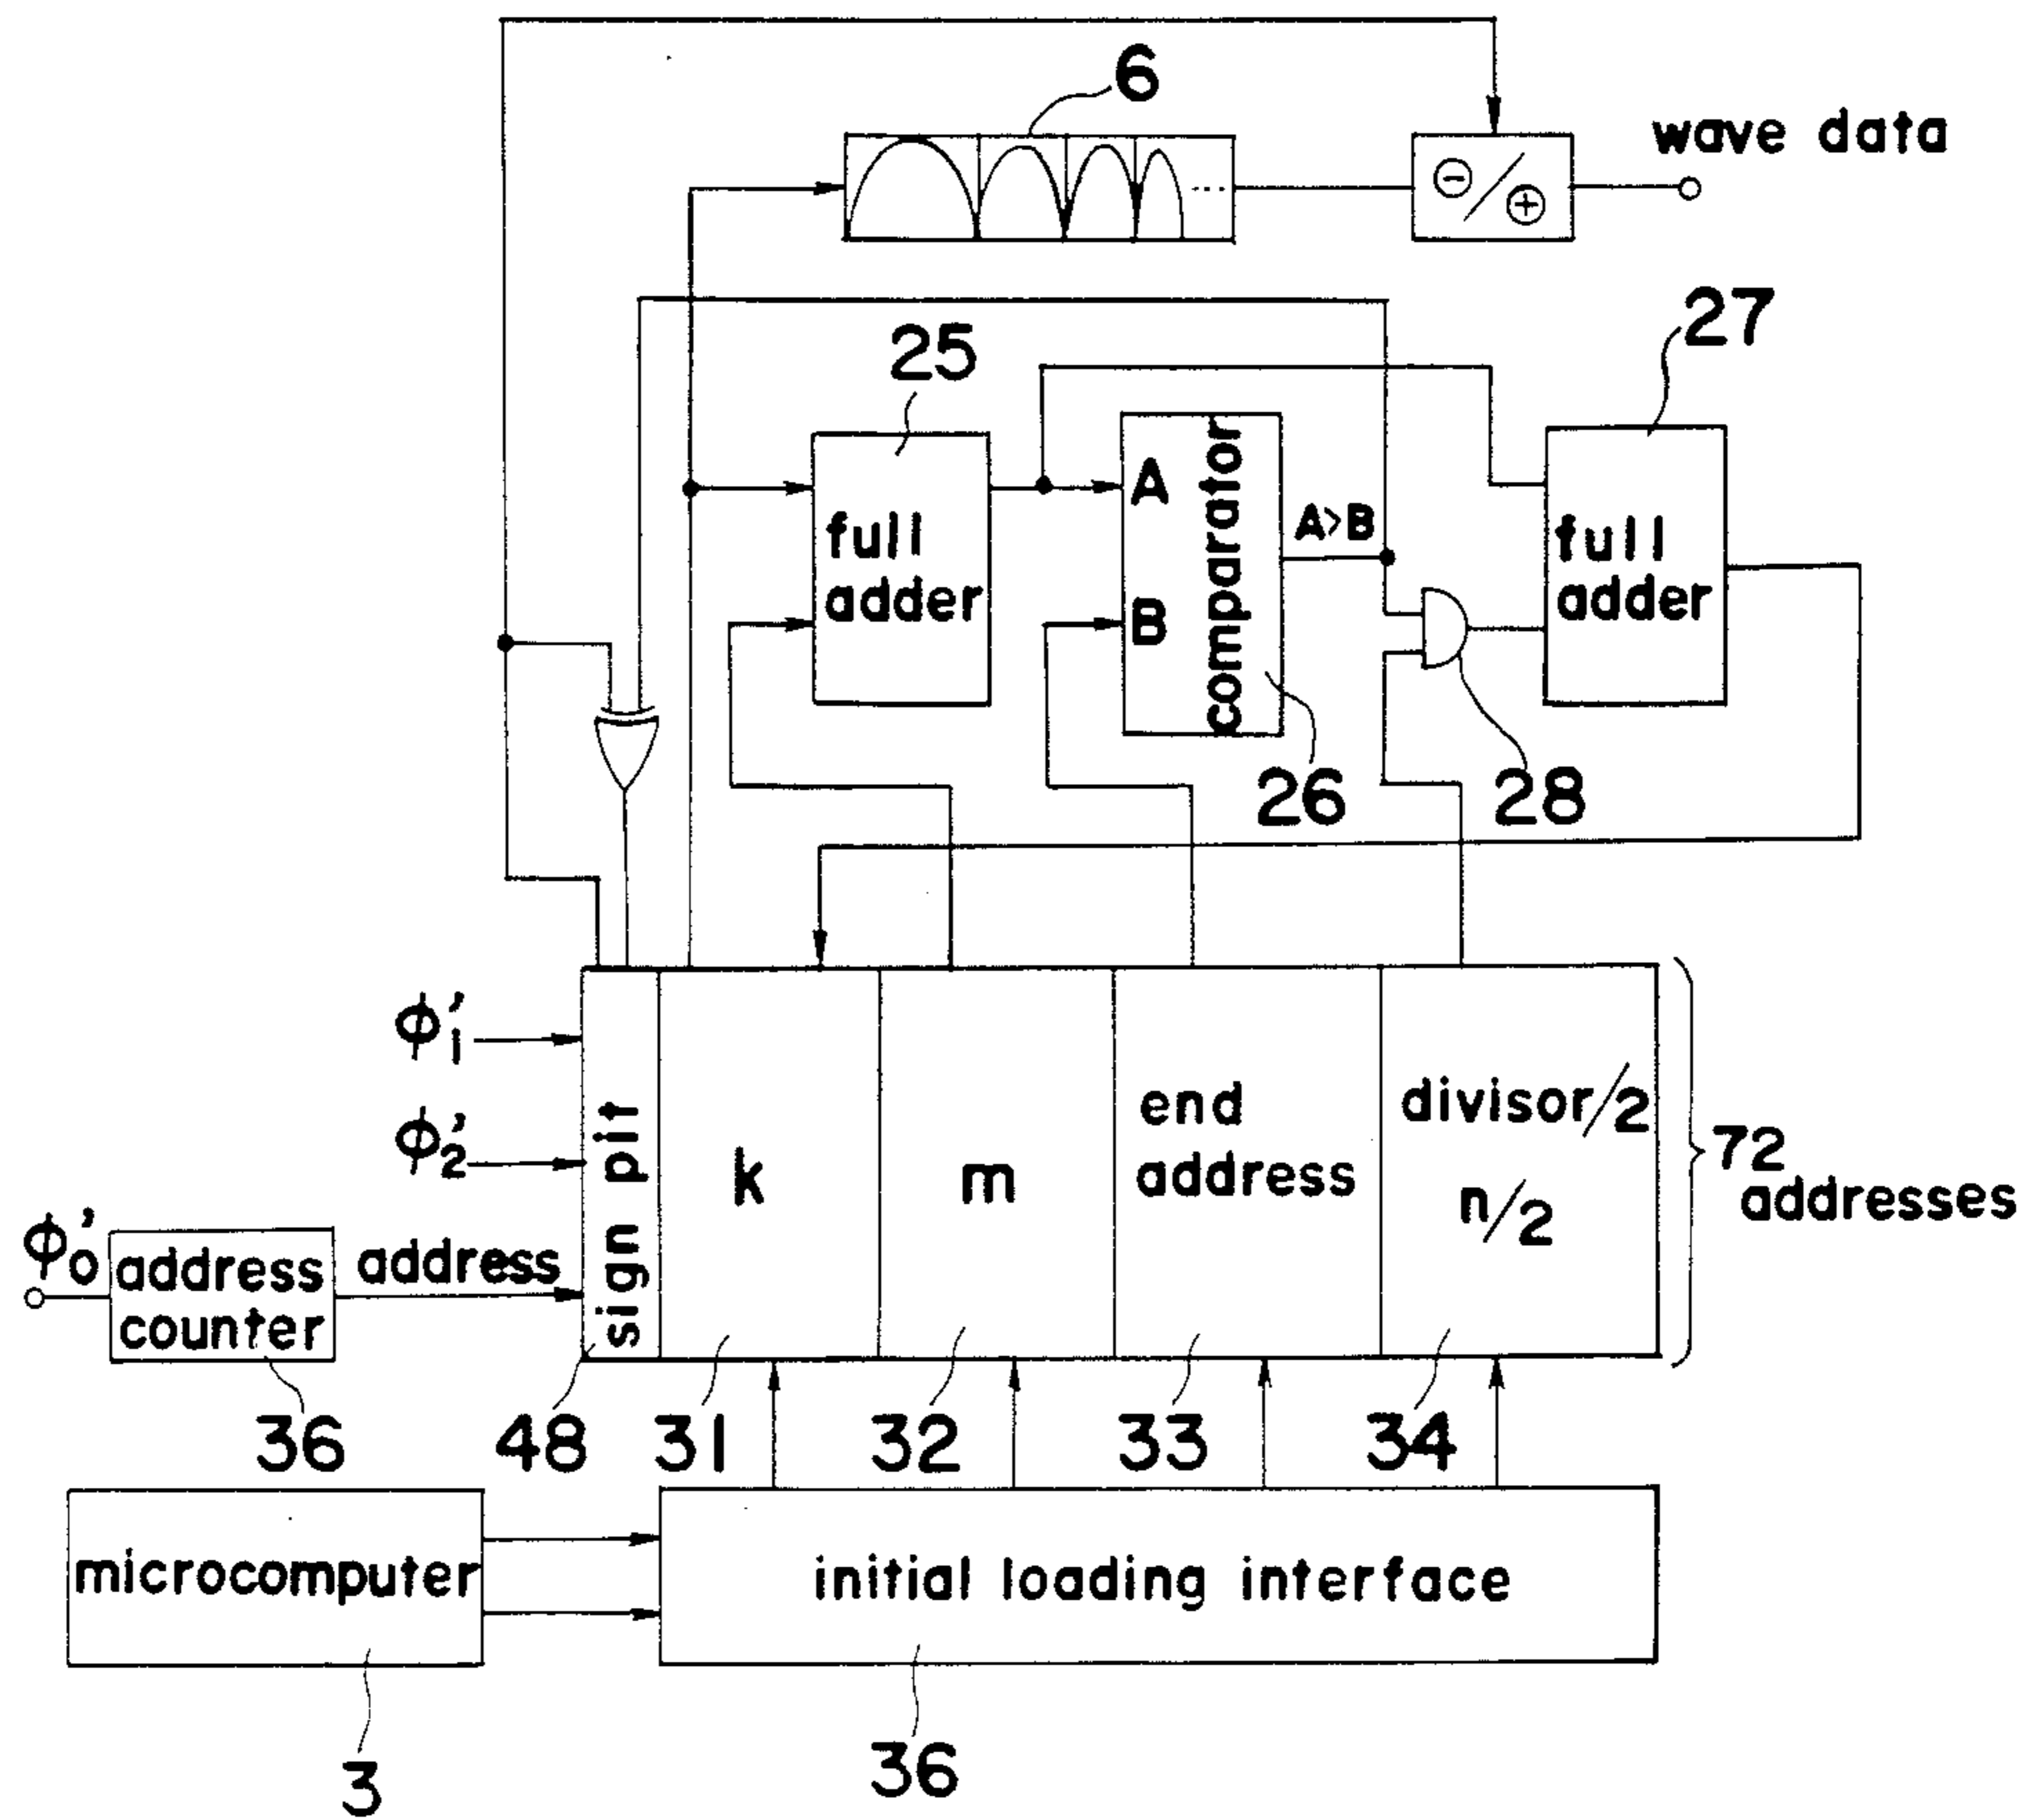 6
wave data
⊖/⊕
27
25
full
adder
A
B
comparator
A>B
full
adder
26
28
ϕ'1
ϕ'2
ϕ'0
address
counter
address
sign pit
k
m
end
address
divisor/2
n/2
72
addresses
36
48
31
32
33
34
microcomputer
initial loading interface
3
36